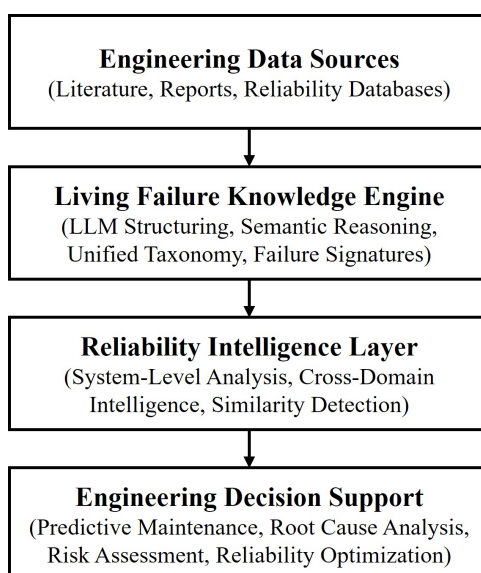 Engineering Data Sources
(Literature, Reports, Reliability Databases)
Living Failure Knowledge Engine
(LLM Structuring, Semantic Reasoning,
Unified Taxonomy, Failure Signatures)
Reliability Intelligence Layer
(System-Level Analysis, Cross-Domain
Intelligence, Similarity Detection)
Engineering Decision Support
(Predictive Maintenance, Root Cause Analysis,
Risk Assessment, Reliability Optimization)